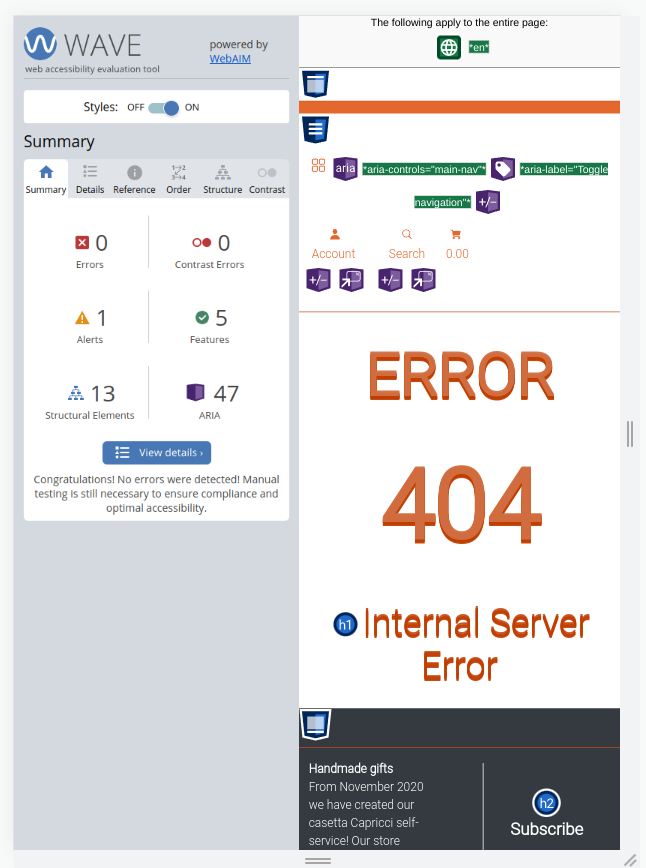 WAVE
web accessibility evaluation tool
powered by
WebAIM
Styles: OFF ON
Summary
Summary Details Reference Order Structure Contrast
0
Errors
0
Contrast Errors
1
Alerts
5
Features
13
Structural Elements
47
ARIA
View details ›
Congratulations! No errors were detected! Manual
testing is still necessary to ensure compliance and
optimal accessibility.
The following apply to the entire page:
*en*
aria *aria-controls="main-nav"* *aria-label="Toggle
navigation"* +/-
Account Search 0.00
+/- +/-
ERROR
404
h1 Internal Server
Error
Handmade gifts
From November 2020
we have created our
casetta Capricci self-
service! Our store
h2
Subscribe